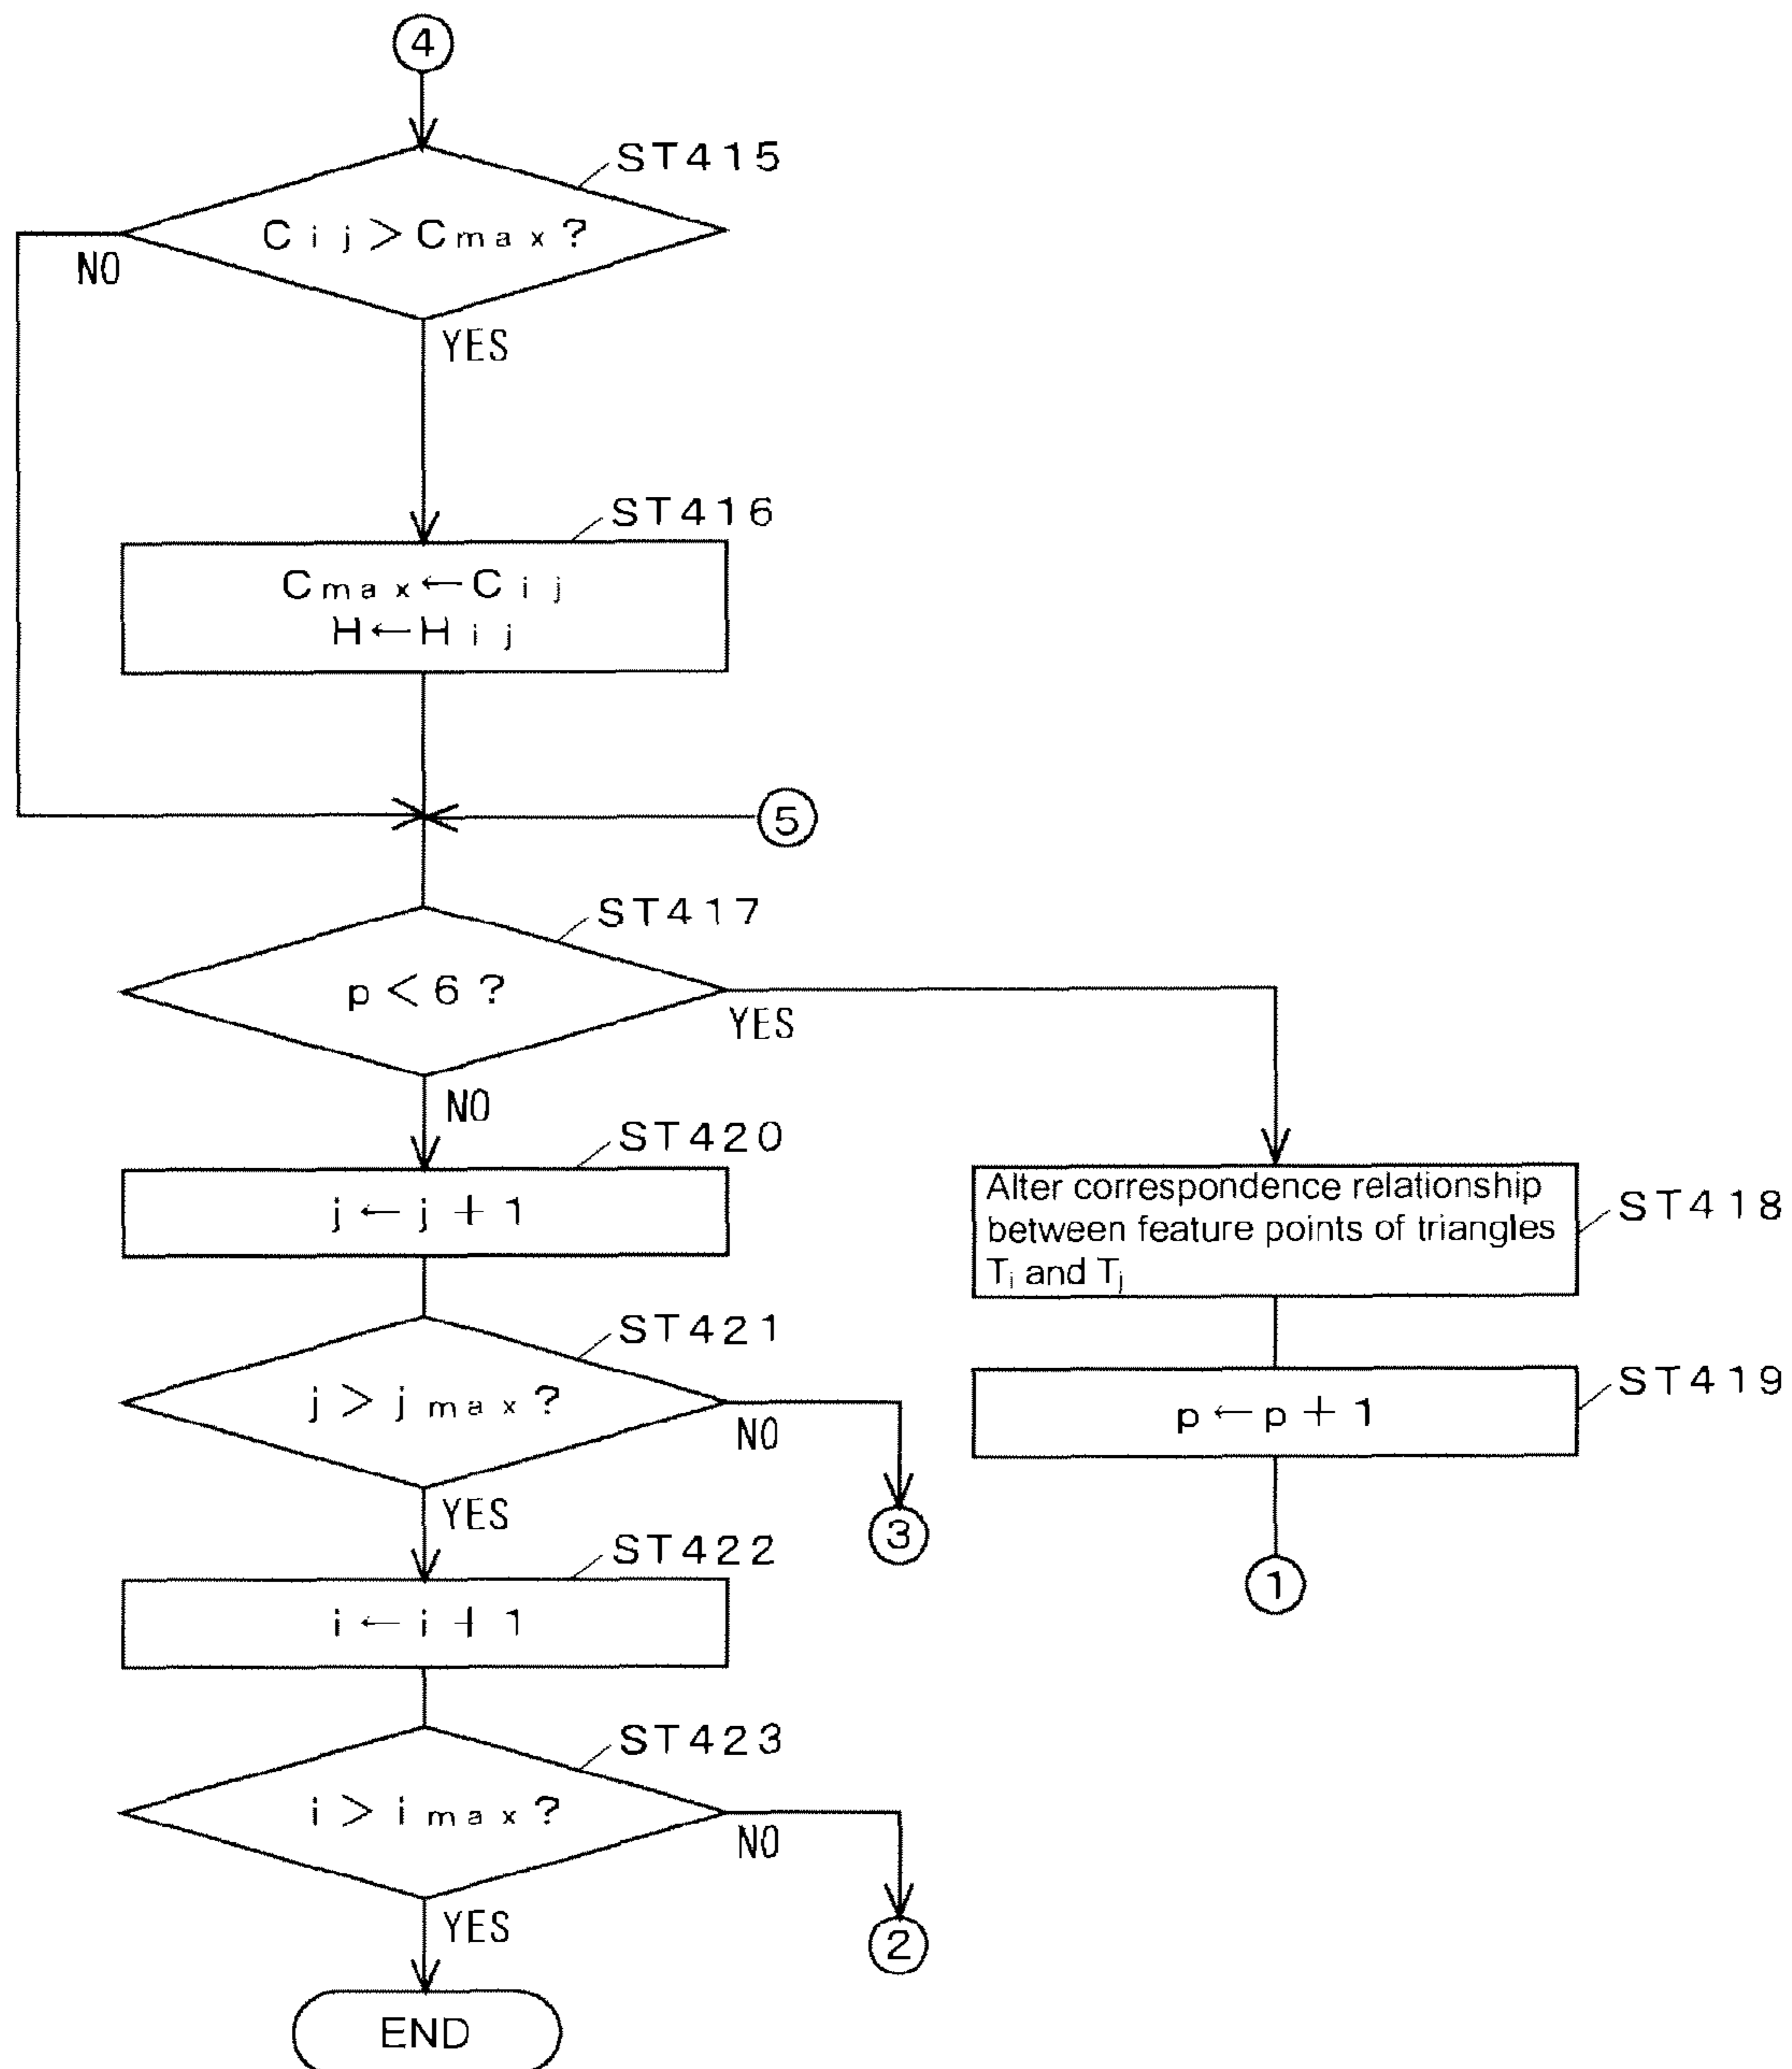 4
ST415
Cij>Cmax?
NO
YES
ST416
Cmax←Cij
H←Hij
5
ST417
p<6?
YES
NO
ST420
j←j+1
Alter correspondence relationship
between feature points of triangles
Ti and Tj
ST418
ST421
j>jmax?
NO
ST419
p←p+1
YES
3
ST422
i←i+1
1
ST423
i>imax?
NO
YES
2
END